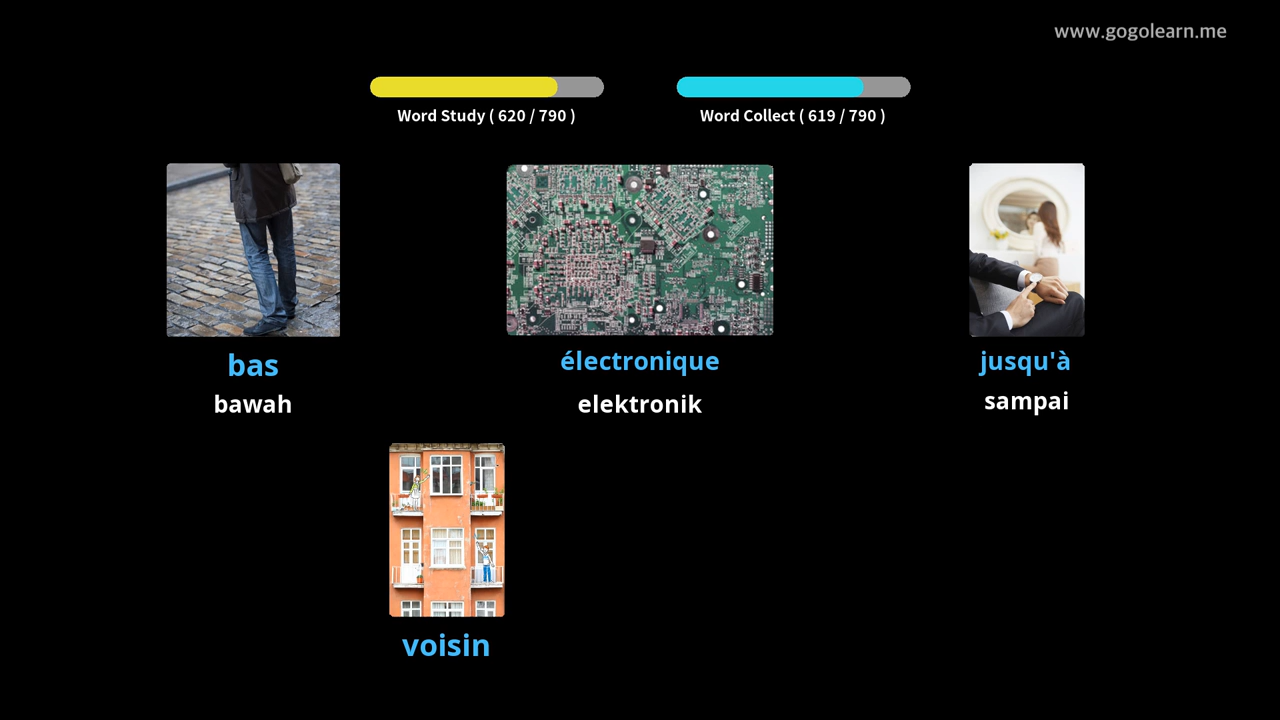 www.gogolearn.me
Word Study ( 620 / 790 )
Word Collect ( 619 / 790 )
bas
bawah
électronique
elektronik
jusqu'à
sampai
voisin